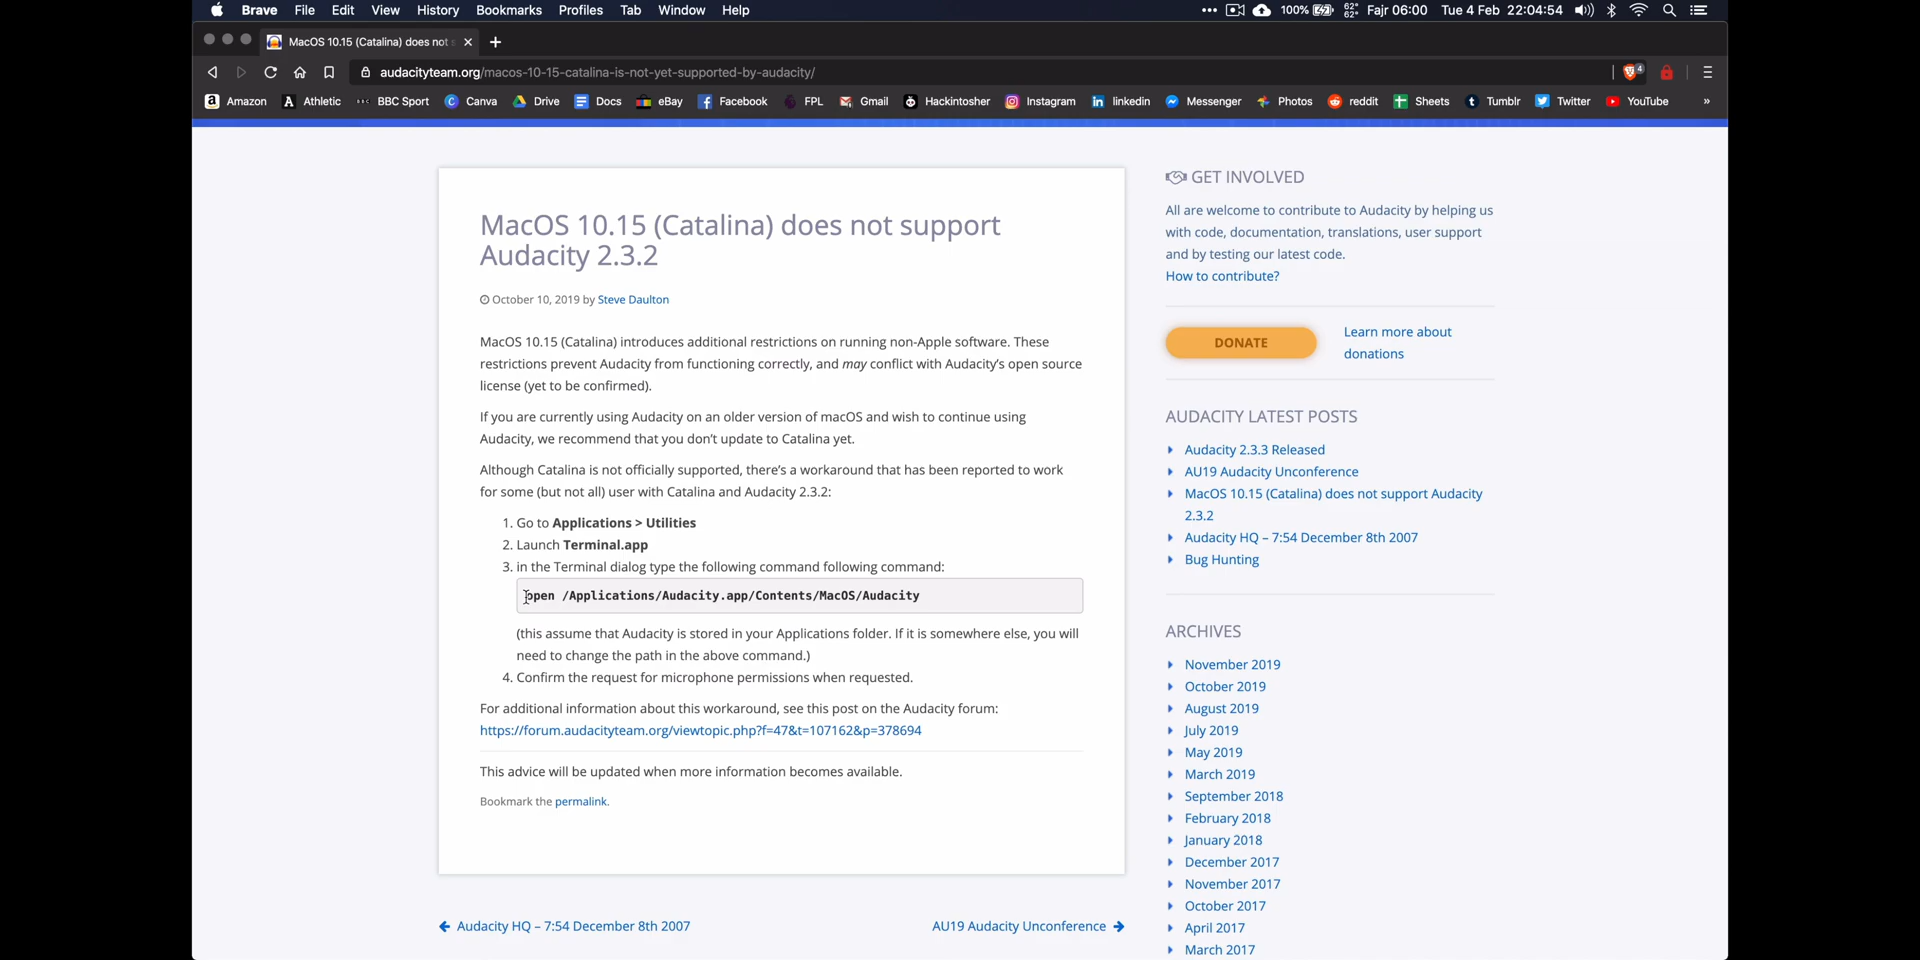 Brave File Edit View History Bookmarks Profiles Tab Window Help
100% 62° 62° Fajr 06:00 Tue 4 Feb 22:04:54
MacOS 10.15 (Catalina) does not s
audacityteam.org/macos-10-15-catalina-is-not-yet-supported-by-audacity/
4
Amazon Athletic BBC Sport Canva Drive Docs eBay Facebook FPL Gmail Hackintosher Instagram linkedin Messenger Photos reddit Sheets Tumblr Twitter YouTube »
MacOS 10.15 (Catalina) does not support
Audacity 2.3.2
October 10, 2019 by Steve Daulton
MacOS 10.15 (Catalina) introduces additional restrictions on running non-Apple software. These
restrictions prevent Audacity from functioning correctly, and may conflict with Audacity's open source
license (yet to be confirmed).
If you are currently using Audacity on an older version of macOS and wish to continue using
Audacity, we recommend that you don't update to Catalina yet.
Although Catalina is not officially supported, there's a workaround that has been reported to work
for some (but not all) user with Catalina and Audacity 2.3.2:
1. Go to Applications > Utilities
2. Launch Terminal.app
3. in the Terminal dialog type the following command following command:
open /Applications/Audacity.app/Contents/MacOS/Audacity
(this assume that Audacity is stored in your Applications folder. If it is somewhere else, you will
need to change the path in the above command.)
4. Confirm the request for microphone permissions when requested.
For additional information about this workaround, see this post on the Audacity forum:
https://forum.audacityteam.org/viewtopic.php?f=47&t=107162&p=378694
This advice will be updated when more information becomes available.
Bookmark the permalink.
Audacity HQ – 7:54 December 8th 2007
AU19 Audacity Unconference
GET INVOLVED
All are welcome to contribute to Audacity by helping us
with code, documentation, translations, user support
and by testing our latest code.
How to contribute?
DONATE
Learn more about
donations
AUDACITY LATEST POSTS
Audacity 2.3.3 Released
AU19 Audacity Unconference
MacOS 10.15 (Catalina) does not support Audacity
2.3.2
Audacity HQ – 7:54 December 8th 2007
Bug Hunting
ARCHIVES
November 2019
October 2019
August 2019
July 2019
May 2019
March 2019
September 2018
February 2018
January 2018
December 2017
November 2017
October 2017
April 2017
March 2017